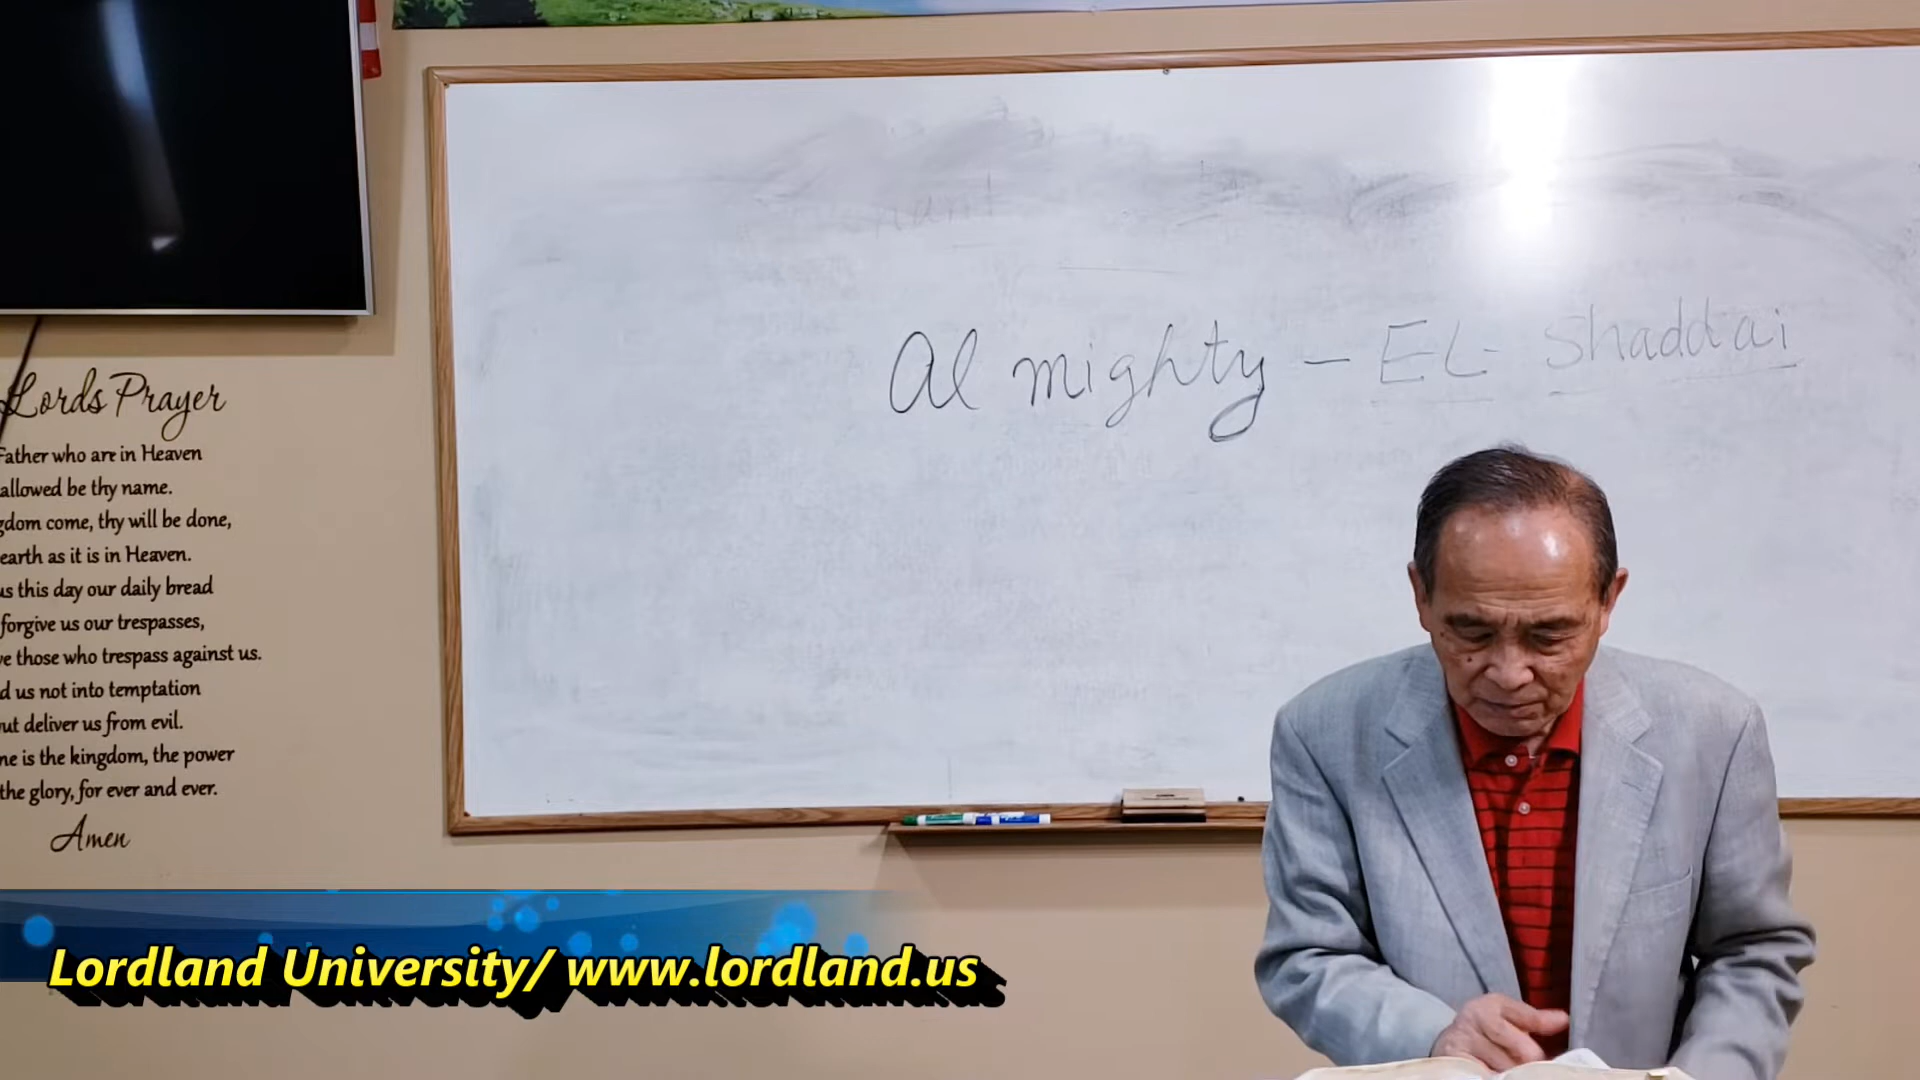 Al mighty - EL- Shaddai
Lords Prayer
Father who are in Heaven
allowed be thy name.
gdom come, thy will be done,
earth as it is in Heaven.
us this day our daily bread
forgive us our trespasses,
ve those who trespass against us.
d us not into temptation
ut deliver us from evil.
ne is the kingdom, the power
the glory, for ever and ever.
Amen
Lordland University/ www.lordland.us